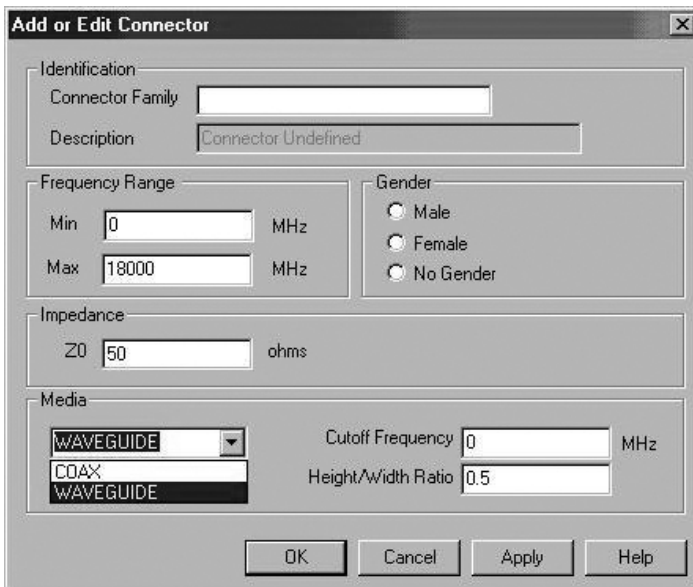 Add or Edit Connector
Identification
Connector Family
Description Connector Undefined
Frequency Range
Min 0 MHz
Max 18000 MHz
Gender
Male
Female
No Gender
Impedance
Z0 50 ohms
Media
WAVEGUIDE
COAX
WAVEGUIDE
Cutoff Frequency 0 MHz
Height/Width Ratio 0.5
OK Cancel Apply Help